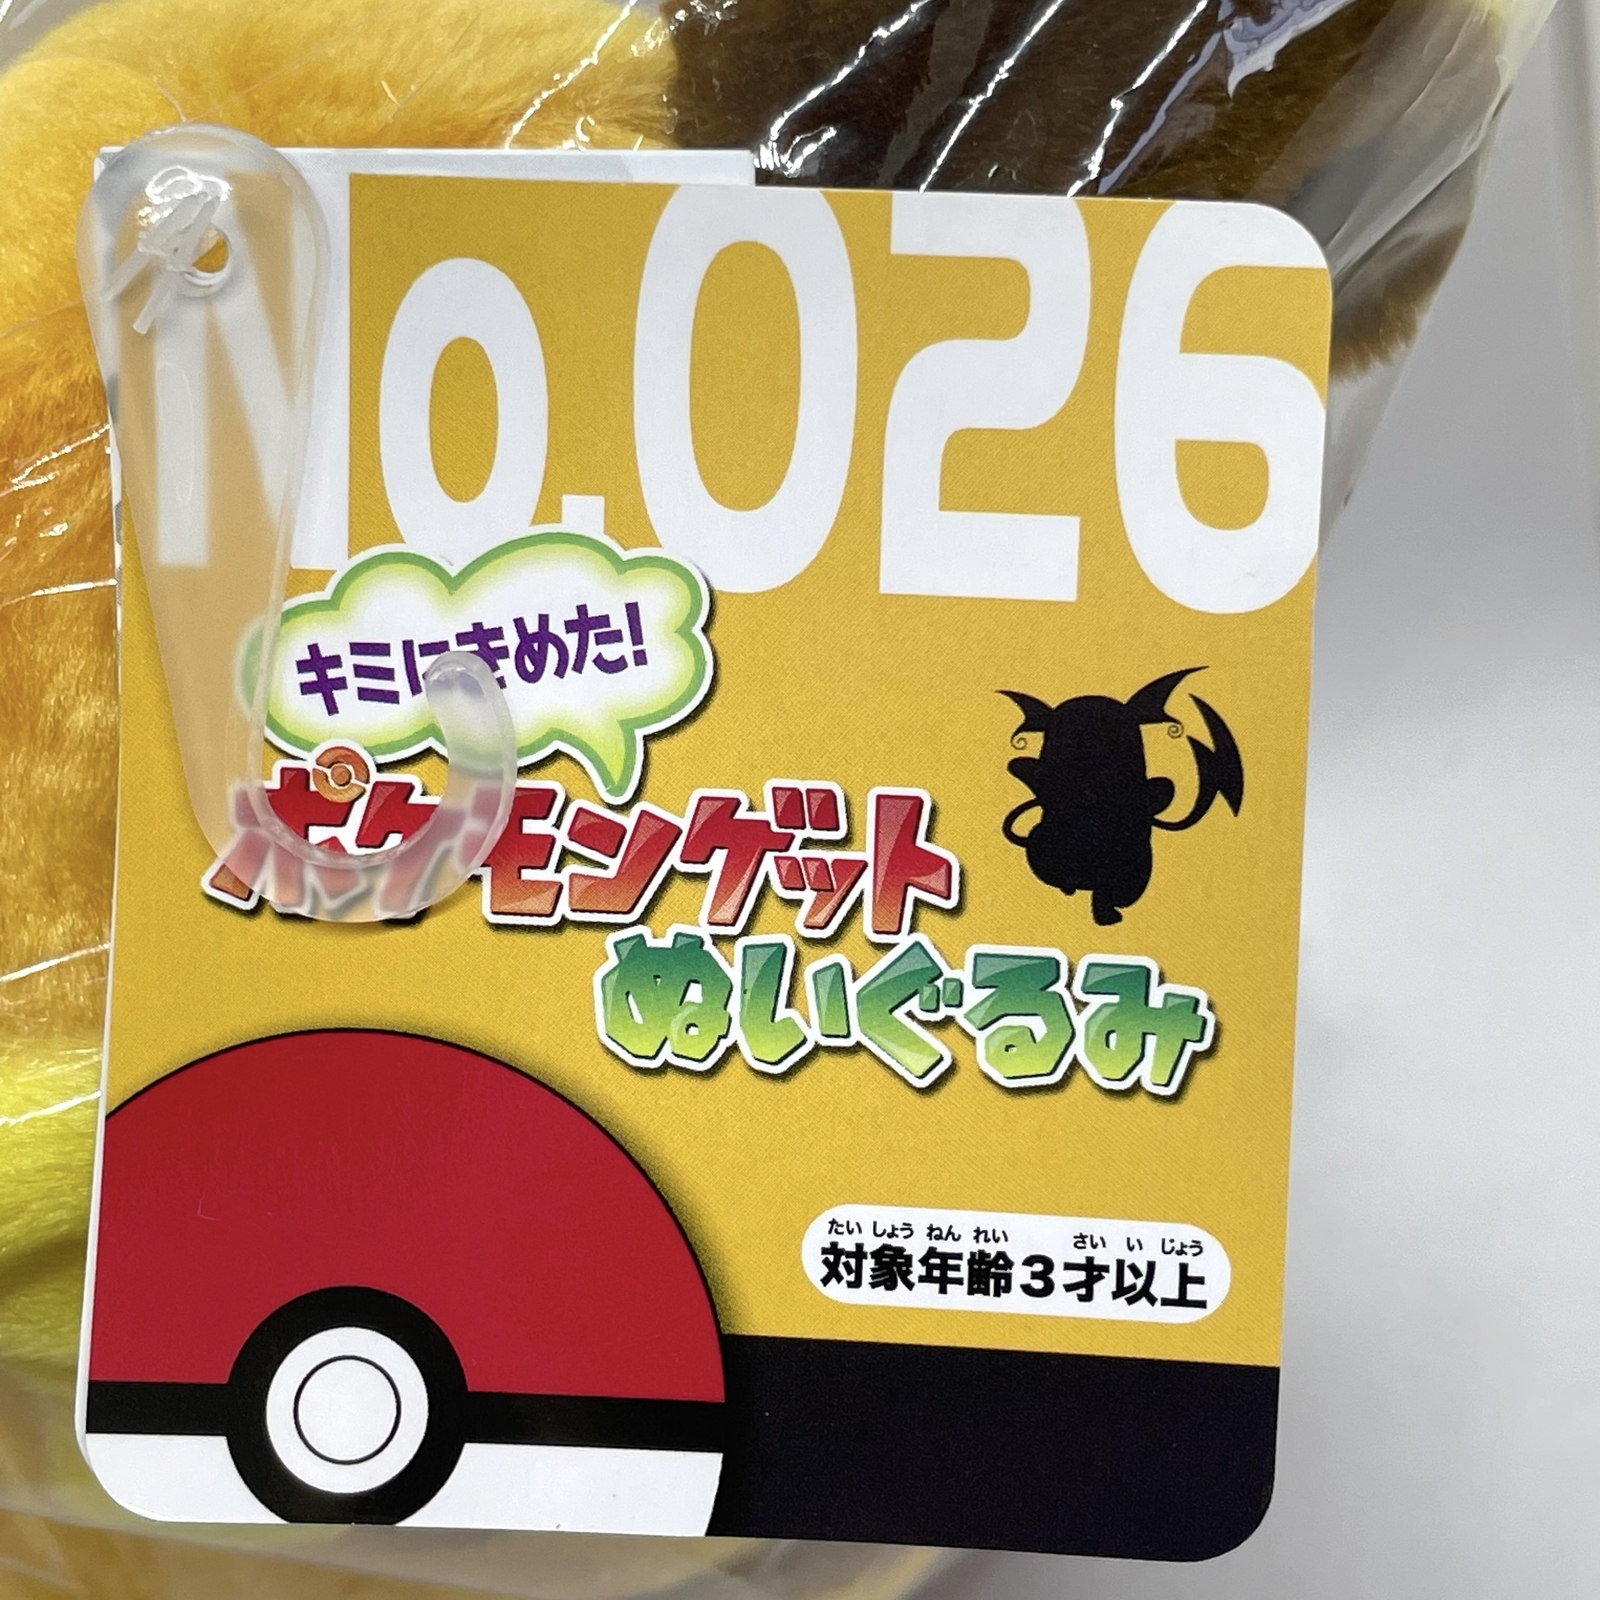 No.026
キミにきめた!
ポケモンゲット
ぬいぐるみ
たい しょう ねん れい さい い じょう
対象年齢3才以上